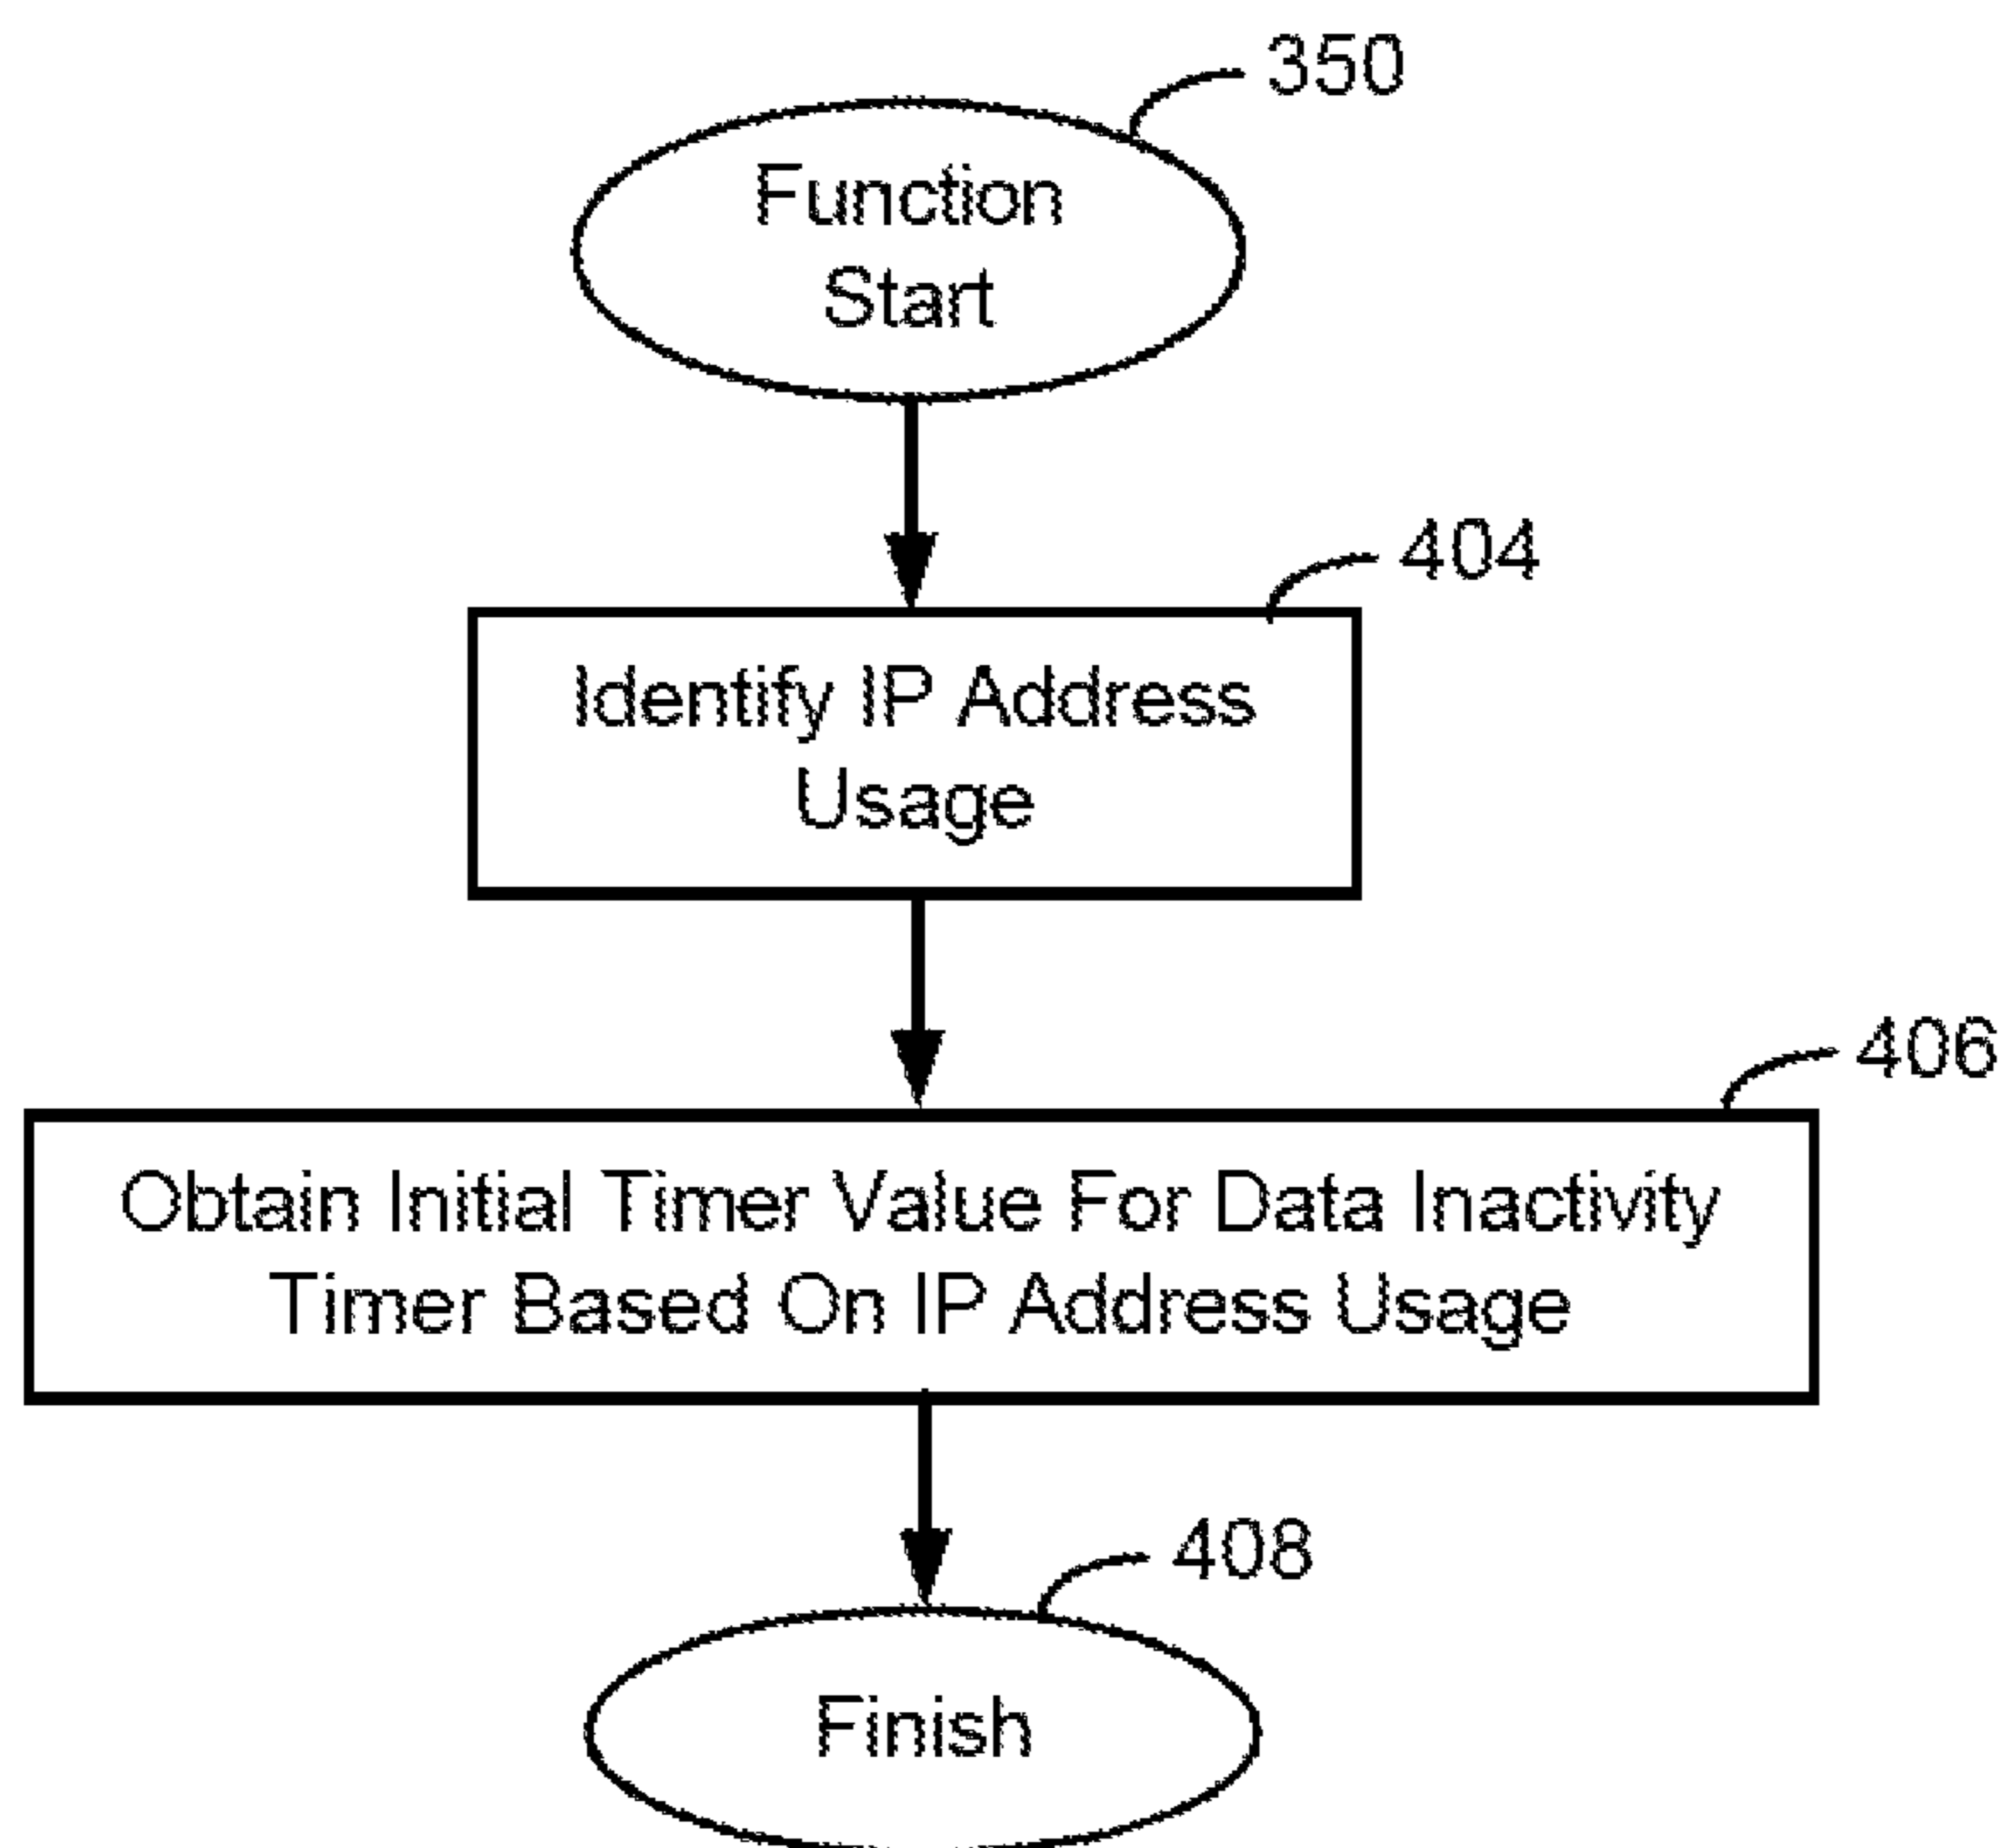 350
Function
Start
404
Identify IP Address
Usage
406
Obtain Initial Timer Value For Data Inactivity
Timer Based On IP Address Usage
408
Finish